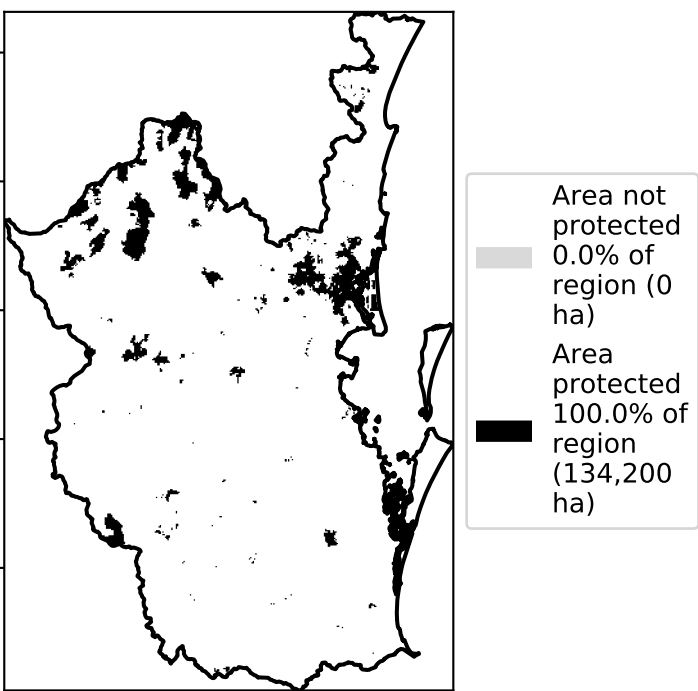 Area not
protected
0.0% of
region (0
ha)
Area
protected
100.0% of
region
(134,200
ha)